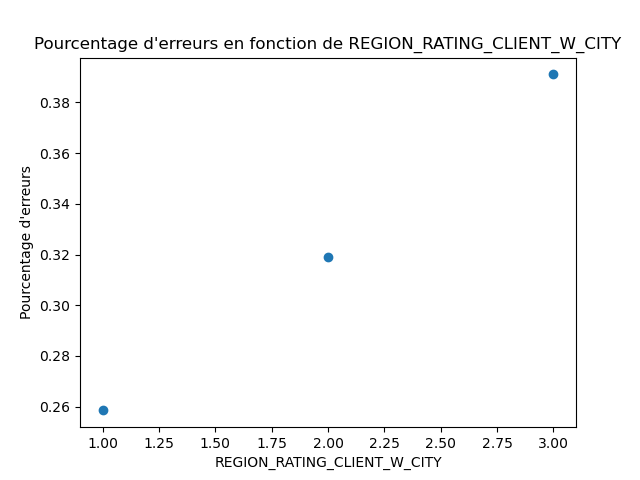 Pourcentage d'erreurs en fonction de REGION_RATING_CLIENT_W_CITY
Pourcentage d'erreurs
0.38
0.36
0.34
0.32
0.30
0.28
0.26
1.00 1.25 1.50 1.75 2.00 2.25 2.50 2.75 3.00
REGION_RATING_CLIENT_W_CITY